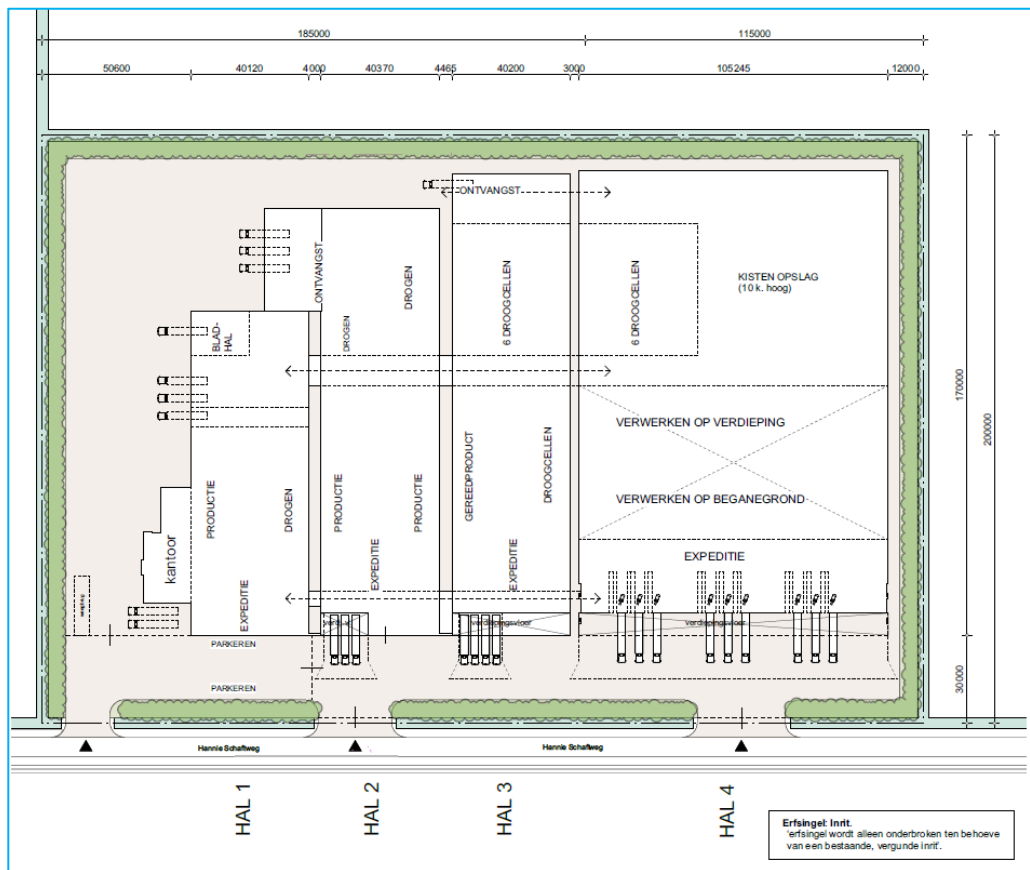 185000
115000
50600
40120
4000
40370
4465
40200
3000
105245
12000
ONTVANGST
ONTVANGST
DROGEN
6 DROOGCELLEN
6 DROOGCELLEN
KISTEN OPSLAG
(10 k. hoog)
BLAD-
HAL
DROGEN
170000
200000
VERWERKEN OP VERDIEPING
VERWERKEN OP BEGANEGROND
PRODUCTIE
DROGEN
PRODUCTIE
PRODUCTIE
GEREEDPRODUCT
DROOGCELLEN
kantoor
EXPEDITIE
EXPEDITIE
EXPEDITIE
EXPEDITIE
verdiepingsvloer
verdiepingsvloer
PARKEREN
PARKEREN
30000
Hannie Schaftweg
Hannie Schaftweg
HAL 1
HAL 2
HAL 3
HAL 4
Erfsingel: Inrit.
'erfsingel wordt alleen onderbroken ten behoeve
van een bestaande, vergunde inrit'.